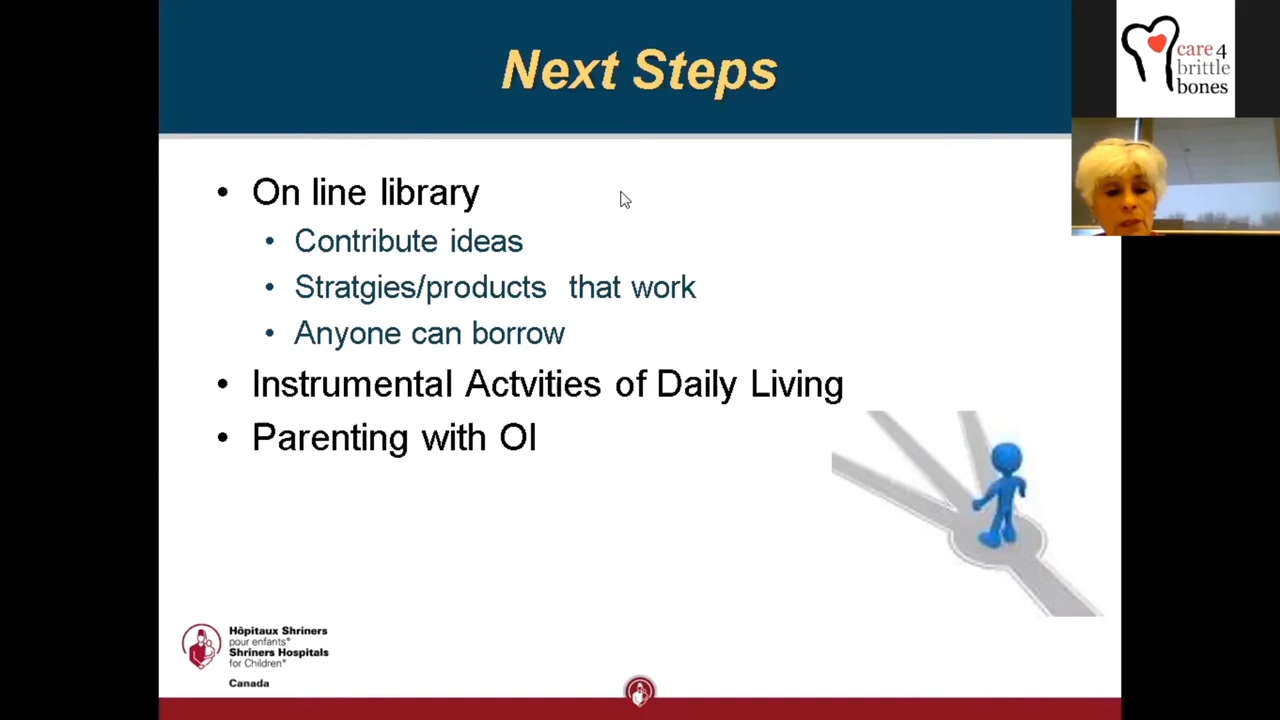 Next Steps
care 4
brittle
bones
• On line library
• Contribute ideas
• Stratgies/products that work
• Anyone can borrow
• Instrumental Actvities of Daily Living
• Parenting with OI
Hôpitaux Shriners
pour enfants®
Shriners Hospitals
for Children®
Canada